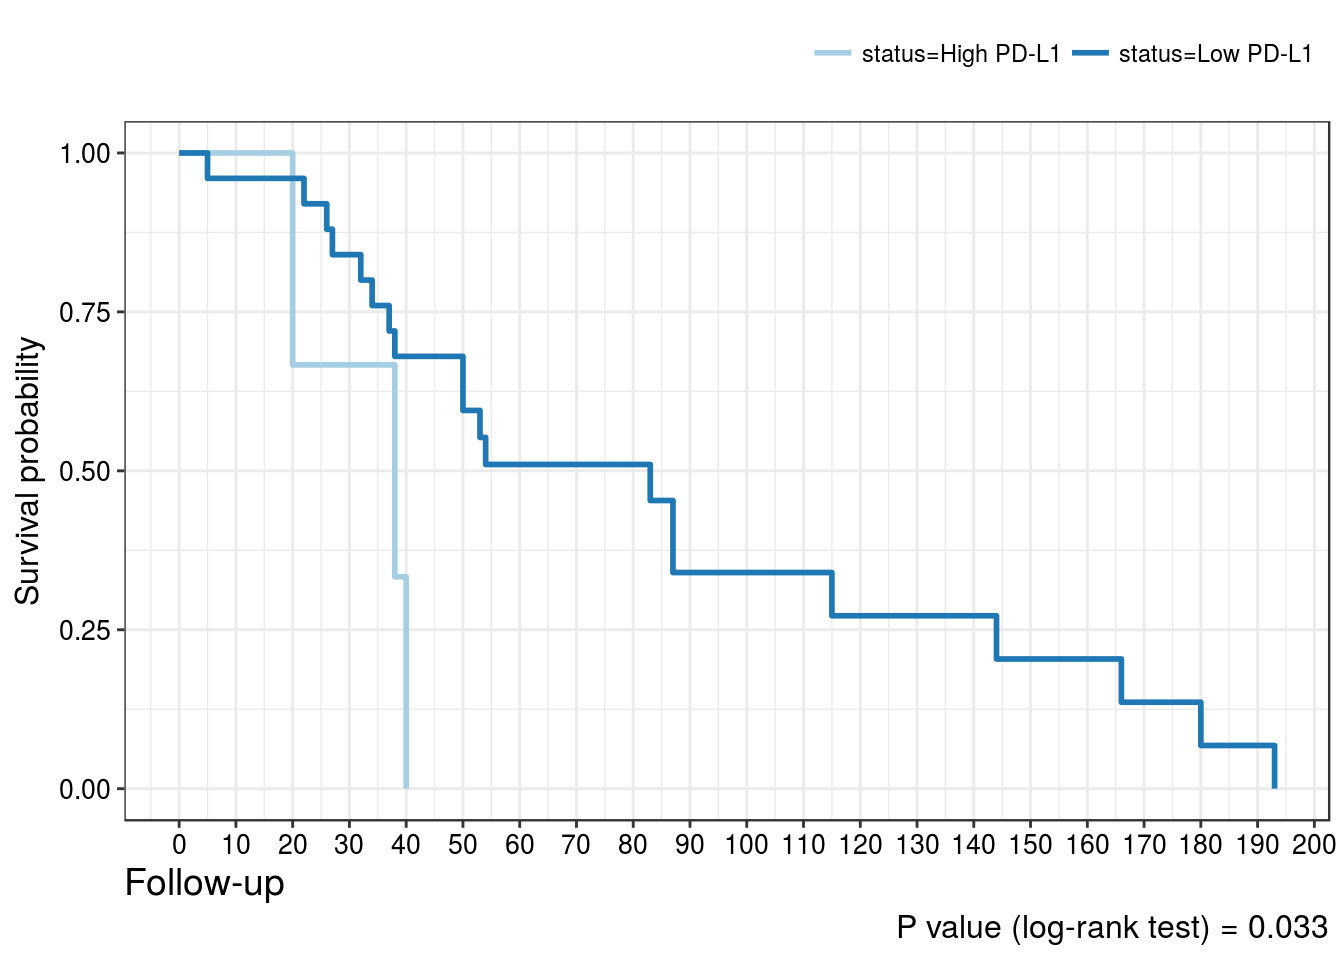 status=High PD-L1 status=Low PD-L1
Survival probability
1.00
0.75
0.50
0.25
0.00
0 10 20 30 40 50 60 70 80 90 100 110 120 130 140 150 160 170 180 190 200
Follow-up
P value (log-rank test) = 0.033